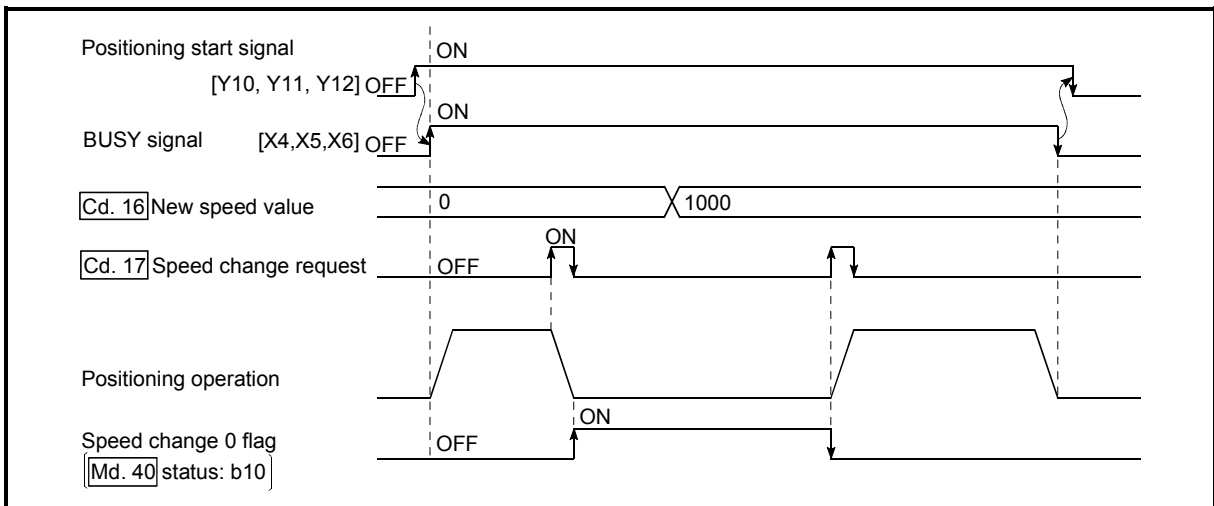 Positioning start signal
ON
[Y10, Y11, Y12] OFF
ON
BUSY signal [X4,X5,X6] OFF
Cd. 16 New speed value 0 1000
ON
Cd. 17 Speed change request OFF
Positioning operation
ON
Speed change 0 flag OFF
Md. 40 status: b10